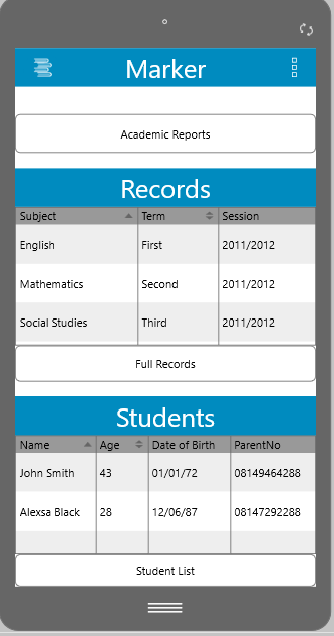 Marker
Academic Reports
Records
Subject Term Session
English First 2011/2012
Mathematics Second 2011/2012
Social Studies Third 2011/2012
Full Records
Students
Name Age Date of Birth ParentNo
John Smith 43 01/01/72 08149464288
Alexsa Black 28 12/06/87 08147292288
Student List